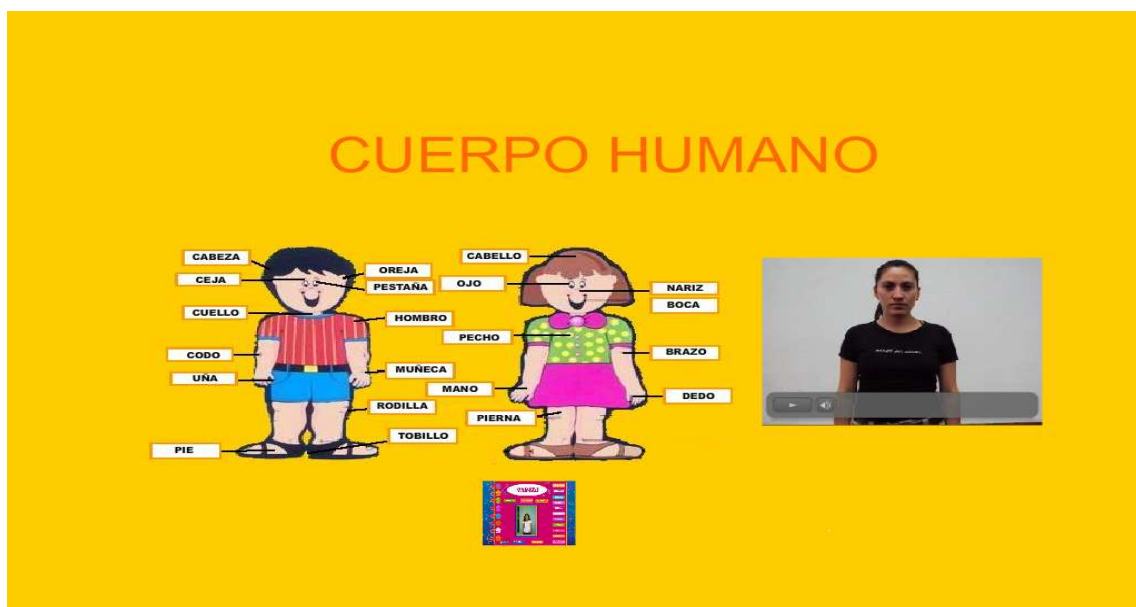 CUERPO HUMANO
CABEZA
CEJA
OREJA
PESTAÑA
CUELLO
HOMBRO
CODO
UÑA
MUÑECA
RODILLA
TOBILLO
PIE
CABELLO
OJO
NARIZ
BOCA
PECHO
BRAZO
MANO
DEDO
PIERNA